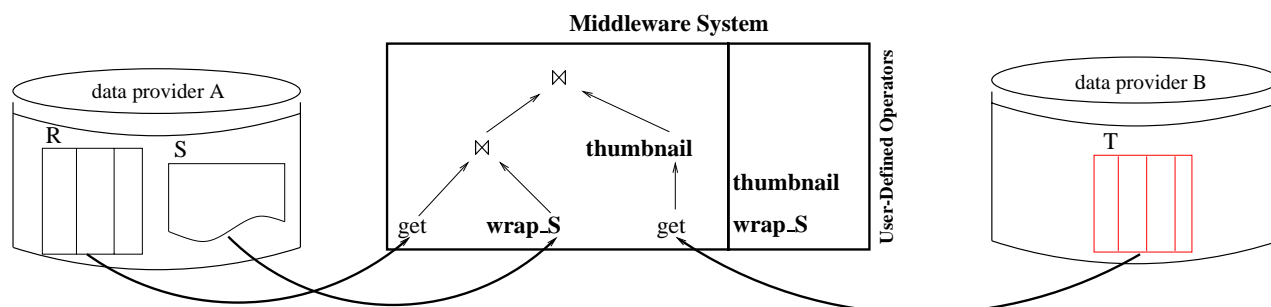 Middleware System
data provider A
R
S
⋈
⋈
thumbnail
get
wrap_S
get
thumbnail
wrap_S
User-Defined Operators
data provider B
T